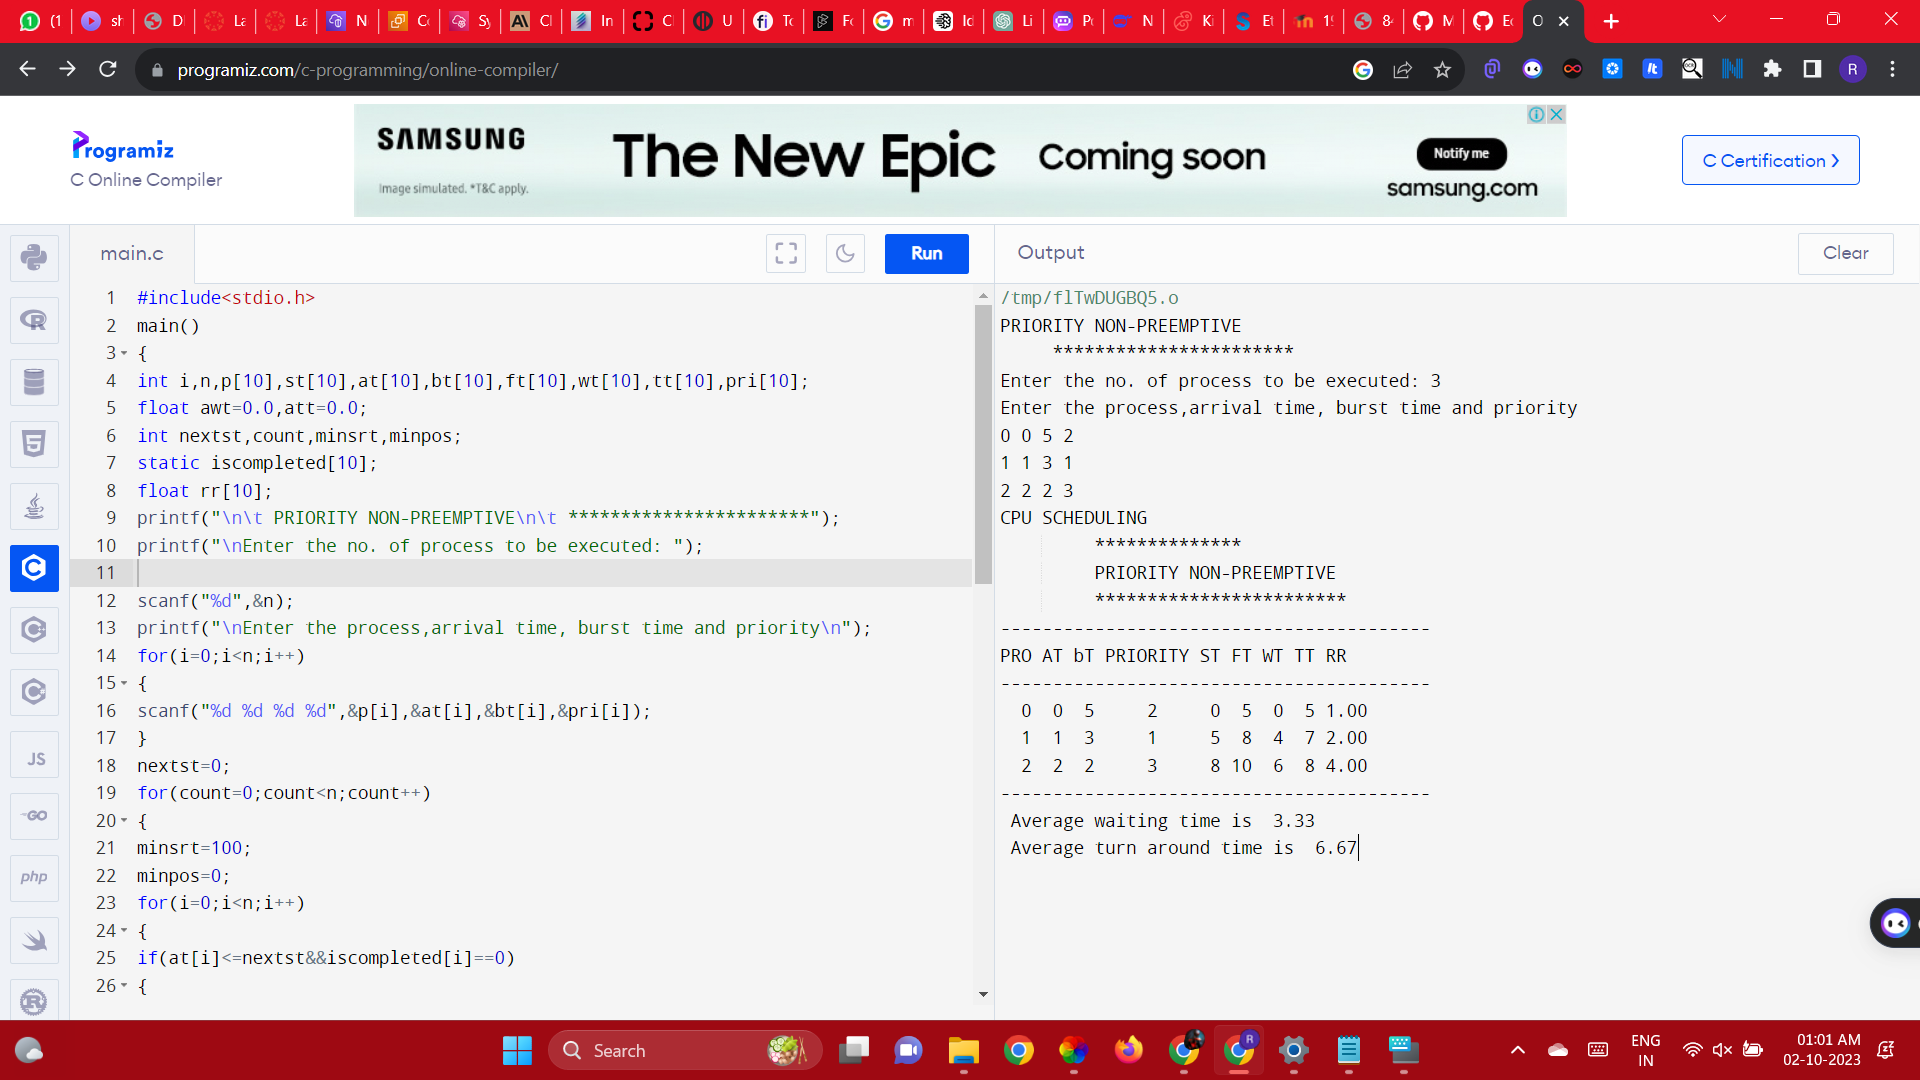 (1
sh
D
La
La
N
Co
Sy
Cl
In
C
U
To
Fo
m
Id
Li
Po
N
Ki
Et
19
84
M
Ec
O
programiz.com/c-programming/online-compiler/
R
Programiz
C Online Compiler
SAMSUNG
Image simulated. *T&C apply.
The New Epic
Coming soon
Notify me
samsung.com
C Certification
main.c
Run
Output
Clear
1 #include<stdio.h>
2 main()
3 {
4 int i,n,p[10],st[10],at[10],bt[10],ft[10],wt[10],tt[10],pri[10];
5 float awt=0.0,att=0.0;
6 int nextst,count,minsrt,minpos;
7 static iscompleted[10];
8 float rr[10];
9 printf("\n\t PRIORITY NON-PREEMPTIVE\n\t ***********************");
10 printf("\nEnter the no. of process to be executed: ");
11
12 scanf("%d",&n);
13 printf("\nEnter the process,arrival time, burst time and priority\n");
14 for(i=0;i<n;i++)
15 {
16 scanf("%d %d %d %d",&p[i],&at[i],&bt[i],&pri[i]);
17 }
18 nextst=0;
19 for(count=0;count<n;count++)
20 {
21 minsrt=100;
22 minpos=0;
23 for(i=0;i<n;i++)
24 {
25 if(at[i]<=nextst&&iscompleted[i]==0)
26 {
/tmp/flTwDUGBQ5.o
PRIORITY NON-PREEMPTIVE
***********************
Enter the no. of process to be executed: 3
Enter the process,arrival time, burst time and priority
0 0 5 2
1 1 3 1
2 2 2 3
CPU SCHEDULING
**************
PRIORITY NON-PREEMPTIVE
************************
-----------------------------------------
PRO AT bT PRIORITY ST FT WT TT RR
-----------------------------------------
0 0 5 2 0 5 0 5 1.00
1 1 3 1 5 8 4 7 2.00
2 2 2 3 8 10 6 8 4.00
-----------------------------------------
Average waiting time is 3.33
Average turn around time is 6.67
JS
GO
php
Search
ENG
IN
01:01 AM
02-10-2023